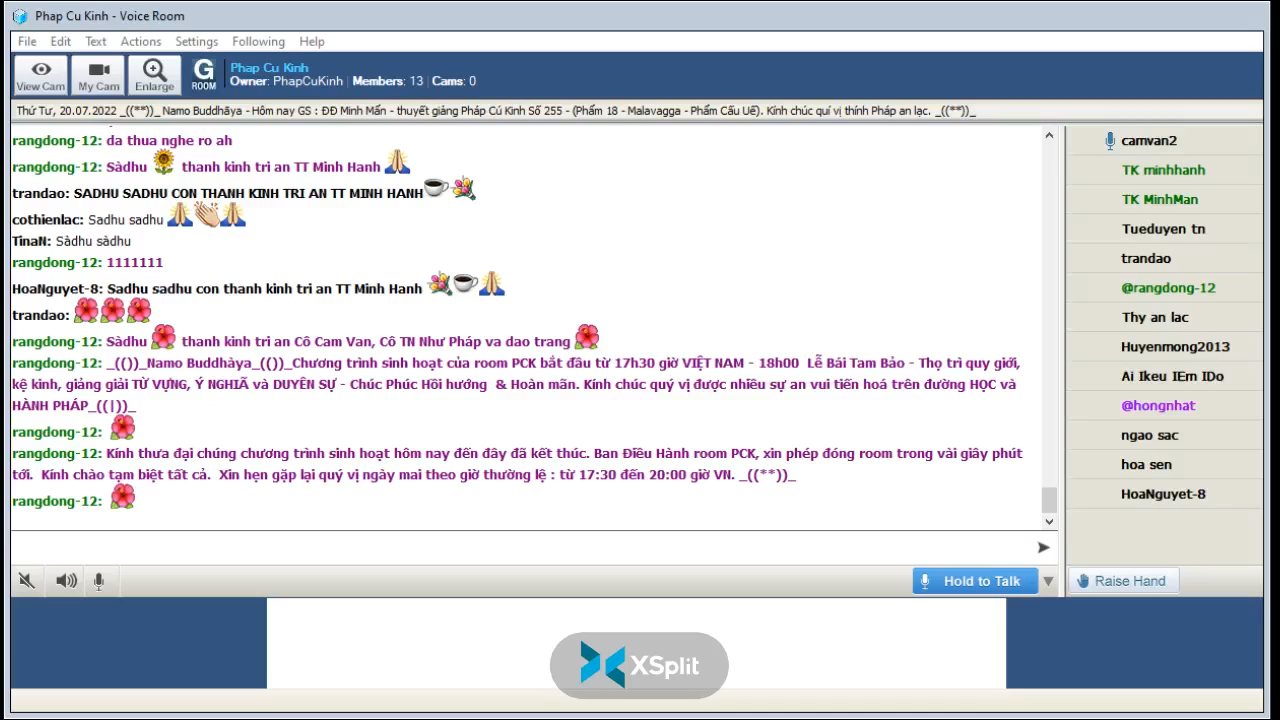 Phap Cu Kinh - Voice Room
File Edit Text Actions Settings Following Help
View Cam My Cam Enlarge G ROOM
Phap Cu Kinh
Owner: PhapCuKinh | Members: 13 | Cams: 0
Thứ Tư, 20.07.2022 _((**))_ Namo Buddhāya - Hôm nay GS : ĐĐ Minh Mẩn - thuyết giảng Pháp Cú Kinh Số 255 - (Phẩm 18 - Malavagga - Phẩm Cấu Uế). Kính chúc quí vị thính Pháp an lạc. _((**))_
rangdong-12: da thua nghe ro ah
rangdong-12: Sàdhu thanh kinh tri an TT Minh Hanh
trandao: SADHU SADHU CON THANH KINH TRI AN TT MINH HANH
cothienlac: Sadhu sadhu
TinaN: Sàdhu sàdhu
rangdong-12: 1111111
HoaNguyet-8: Sadhu sadhu con thanh kinh tri an TT Minh Hanh
trandao:
rangdong-12: Sàdhu thanh kinh tri an Cô Cam Van, Cô TN Như Pháp va dao trang
rangdong-12: _(())_Namo Buddhàya_(())_Chương trình sinh hoạt của room PCK bắt đầu từ 17h30 giờ VIỆT NAM - 18h00 Lễ Bái Tam Bảo - Thọ trì quy giới,
kệ kinh, giảng giải TỪ VỰNG, Ý NGHĨA và DUYÊN SỰ - Chúc Phúc Hồi hướng & Hoàn mãn. Kính chúc quý vị được nhiều sự an vui tiến hoá trên đường HỌC và
HÀNH PHÁP_((|))_
rangdong-12:
rangdong-12: Kính thưa đại chúng chương trình sinh hoạt hôm nay đến đây đã kết thúc. Ban Điều Hành room PCK, xin phép đóng room trong vài giây phút
tới. Kính chào tạm biệt tất cả. Xin hẹn gặp lại quý vị ngày mai theo giờ thường lệ : từ 17:30 đến 20:00 giờ VN. _((**))_
rangdong-12:
Hold to Talk
camvan2
TK minhhanh
TK MinhMan
Tueduyen tn
trandao
@rangdong-12
Thy an lac
Huyenmong2013
Ai lkeu IEm IDo
@hongnhat
ngao sac
hoa sen
HoaNguyet-8
Raise Hand
XSplit